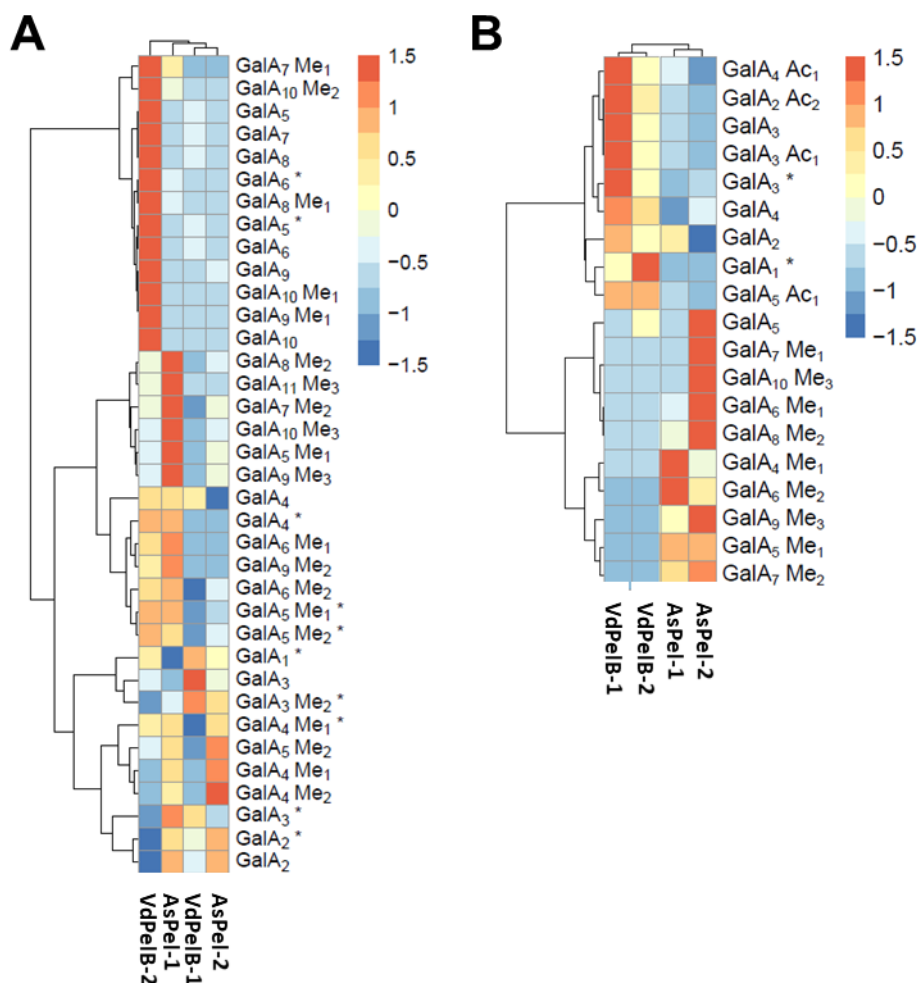 A
GalA₇ Me₁
GalA₁₀ Me₂
GalA₅
GalA₇
GalA₈
GalA₆ *
GalA₈ Me₁
GalA₅ *
GalA₆
GalA₉
GalA₁₀ Me₁
GalA₉ Me₁
GalA₁₀
GalA₈ Me₂
GalA₁₁ Me₃
GalA₇ Me₂
GalA₁₀ Me₃
GalA₅ Me₁
GalA₉ Me₃
GalA₄
GalA₄ *
GalA₆ Me₁
GalA₉ Me₂
GalA₆ Me₂
GalA₅ Me₁ *
GalA₅ Me₂ *
GalA₁ *
GalA₃
GalA₃ Me₂ *
GalA₄ Me₁ *
GalA₅ Me₂
GalA₄ Me₁
GalA₄ Me₂
GalA₃ *
GalA₂ *
GalA₂
VdPelB-2
AsPel-1
VdPelB-1
AsPel-2
1.5
1
0.5
0
−0.5
−1
−1.5
B
GalA₄ Ac₁
GalA₂ Ac₂
GalA₃
GalA₃ Ac₁
GalA₃ *
GalA₄
GalA₂
GalA₁ *
GalA₅ Ac₁
GalA₅
GalA₇ Me₁
GalA₁₀ Me₃
GalA₆ Me₁
GalA₈ Me₂
GalA₄ Me₁
GalA₆ Me₂
GalA₉ Me₃
GalA₅ Me₁
GalA₇ Me₂
VdPelB-1
VdPelB-2
AsPel-1
AsPel-2
1.5
1
0.5
0
−0.5
−1
−1.5